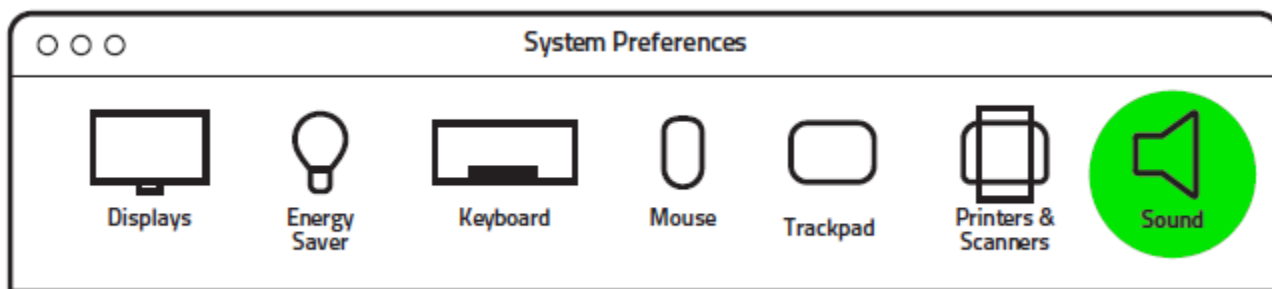 System Preferences
Displays
Energy
Saver
Keyboard
Mouse
Trackpad
Printers &
Scanners
Sound